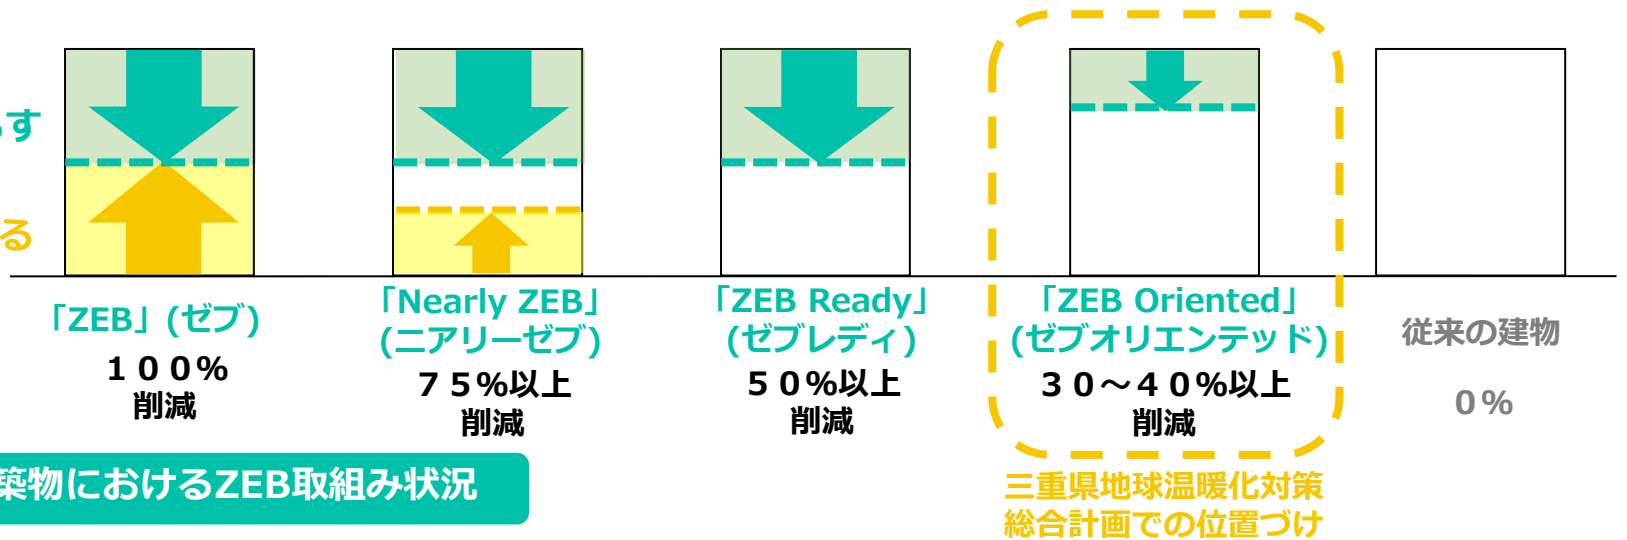 らす
る
「ZEB」(ゼブ)
１００%
削減
「Nearly ZEB」
(ニアリーゼブ)
７５%以上
削減
「ZEB Ready」
(ゼブレディ)
５０%以上
削減
「ZEB Oriented」
(ゼブオリエンテッド)
３０～４０%以上
削減
従来の建物
０%
築物におけるZEB取組み状況
三重県地球温暖化対策
総合計画での位置づけ